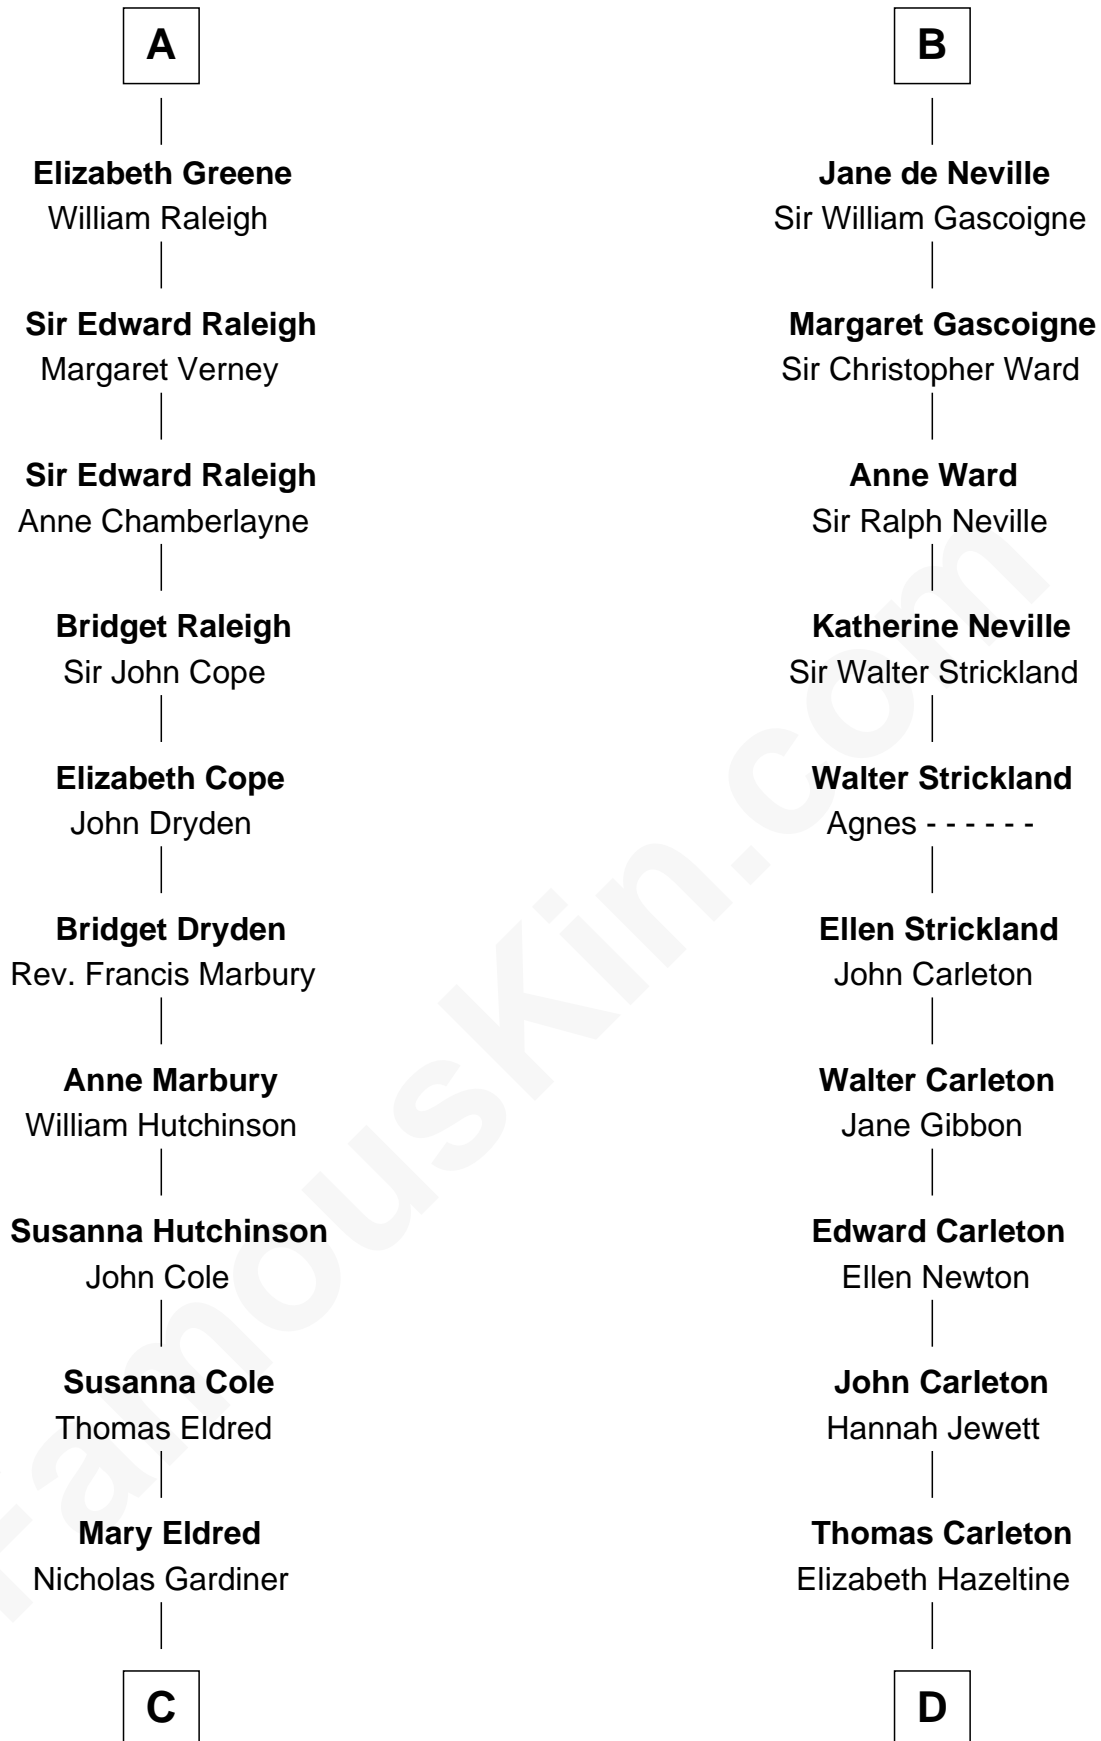 A
Elizabeth Greene
William Raleigh
Sir Edward Raleigh
Margaret Verney
Sir Edward Raleigh
Anne Chamberlayne
Bridget Raleigh
Sir John Cope
Elizabeth Cope
John Dryden
Bridget Dryden
Rev. Francis Marbury
Anne Marbury
William Hutchinson
Susanna Hutchinson
John Cole
Susanna Cole
Thomas Eldred
Mary Eldred
Nicholas Gardiner
C
B
Jane de Neville
Sir William Gascoigne
Margaret Gascoigne
Sir Christopher Ward
Anne Ward
Sir Ralph Neville
Katherine Neville
Sir Walter Strickland
Walter Strickland
Agnes - - - - - -
Ellen Strickland
John Carleton
Walter Carleton
Jane Gibbon
Edward Carleton
Ellen Newton
John Carleton
Hannah Jewett
Thomas Carleton
Elizabeth Hazeltine
D
FamousKin.com